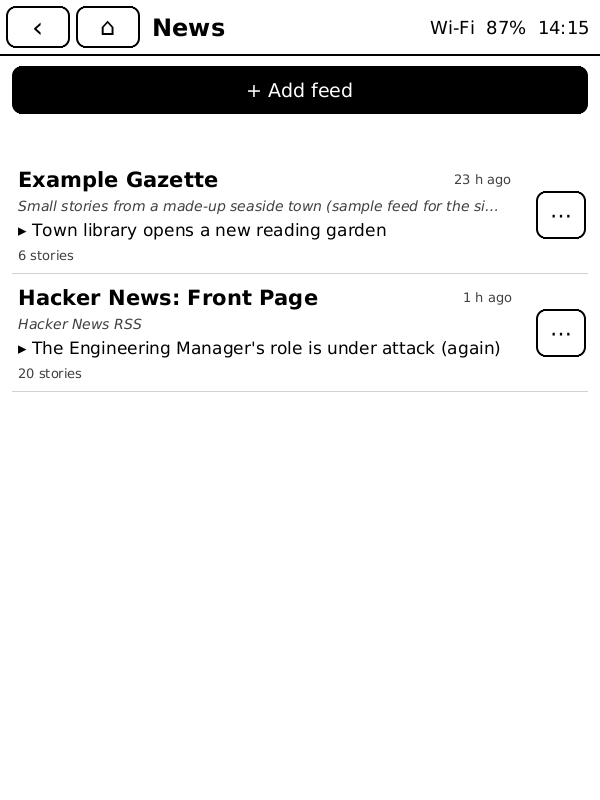 ‹ ⌂ News Wi-Fi 87% 14:15
+ Add feed
Example Gazette 23 h ago
Small stories from a made-up seaside town (sample feed for the si…
▸ Town library opens a new reading garden
…
6 stories
Hacker News: Front Page 1 h ago
Hacker News RSS
▸ The Engineering Manager's role is under attack (again)
…
20 stories